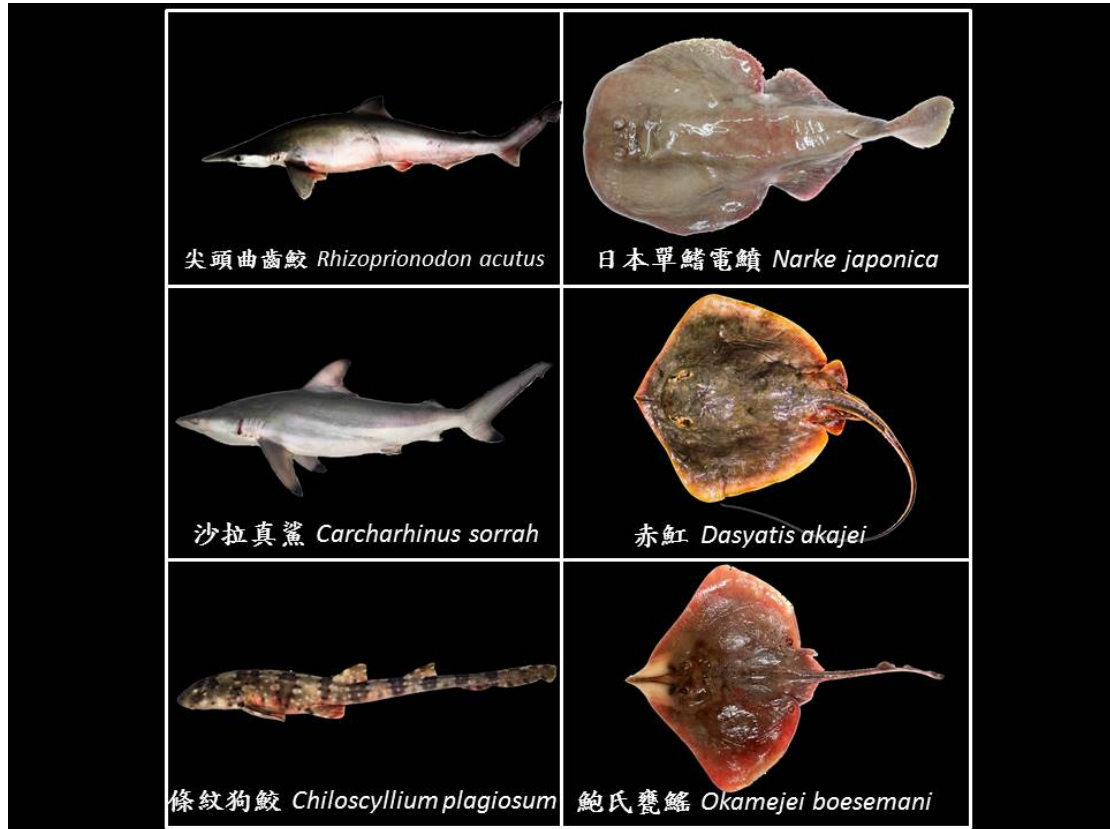 尖頭曲齒鮫 Rhizoprionodon acutus
日本單鰭電鱝 Narke japonica
沙拉真鯊 Carcharhinus sorrah
赤魟 Dasyatis akajei
條紋狗鮫 Chiloscyllium plagiosum
鮑氏甕鰩 Okamejei boesemani